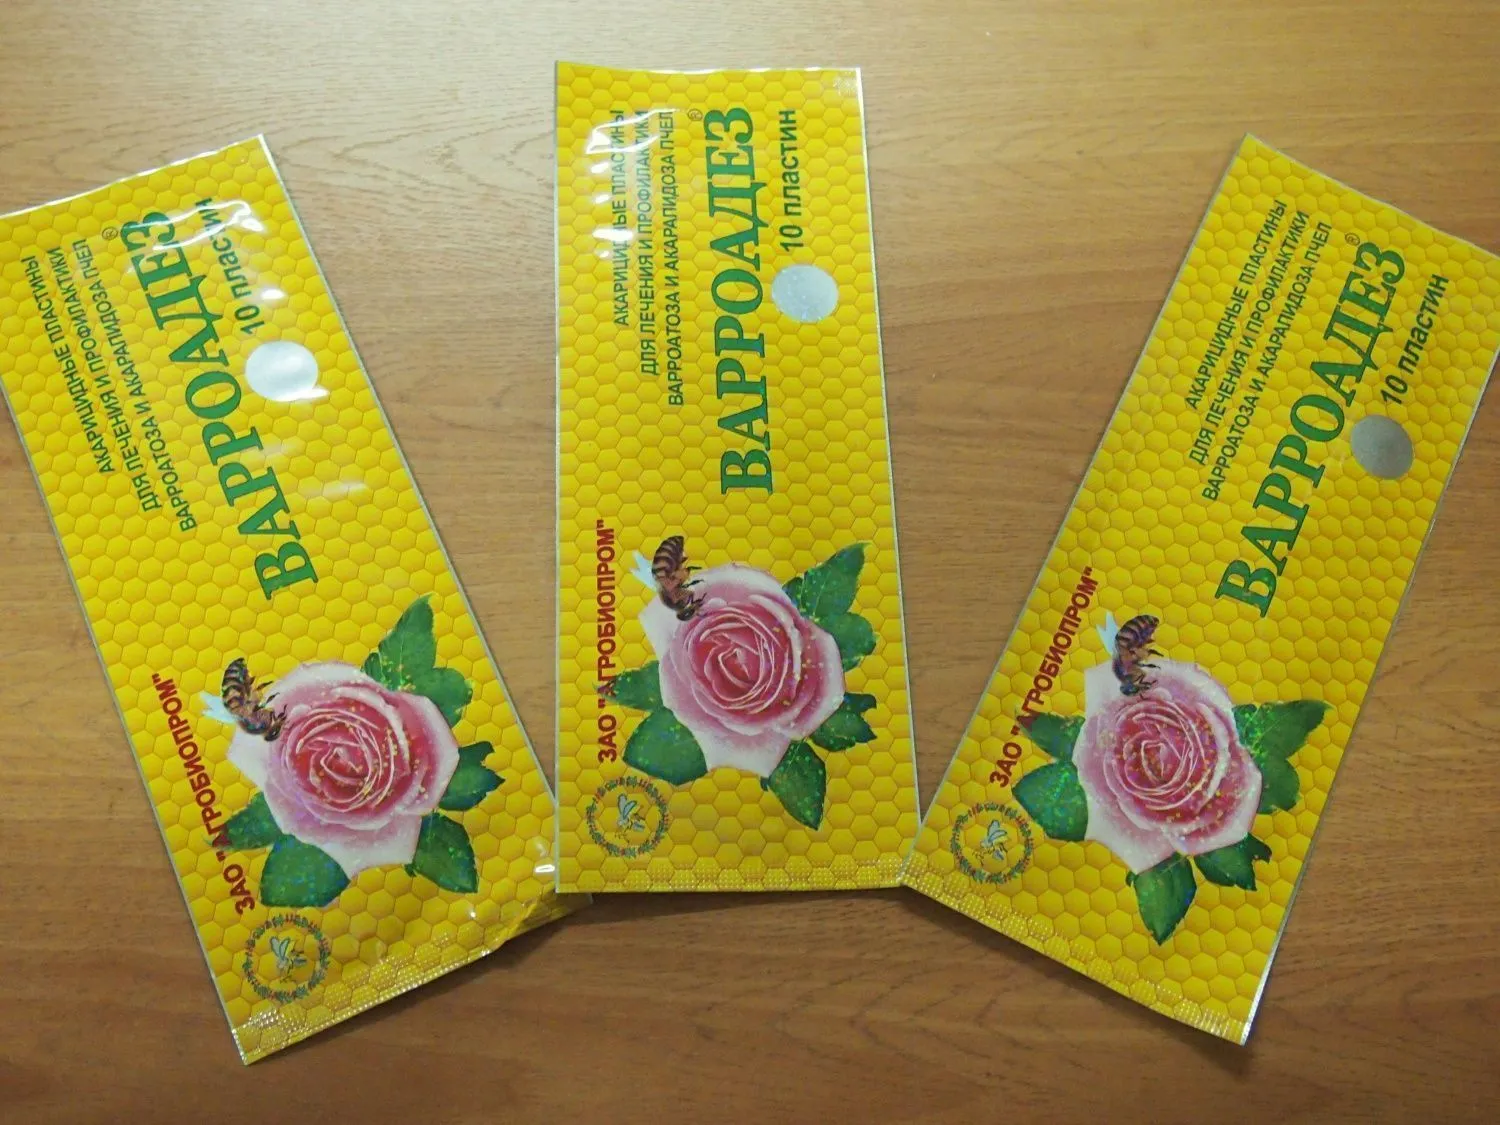 АКАРИЦИДНЫЕ ПЛАСТИНЫ
ДЛЯ ЛЕЧЕНИЯ И ПРОФИЛАКТИКИ
ВАРРОАТОЗА И АКАРАПИДОЗА ПЧЕЛ
ВАРРОАДЕЗ®
10 пластин
ЗАО "АГРОБИОПРОМ"
АКАРИЦИДНЫЕ ПЛАСТИНЫ
ДЛЯ ЛЕЧЕНИЯ И ПРОФИЛАКТИКИ
ВАРРОАТОЗА И АКАРАПИДОЗА ПЧЕЛ
ВАРРОАДЕЗ®
10 пластин
ЗАО "АГРОБИОПРОМ"
АКАРИЦИДНЫЕ ПЛАСТИНЫ
ДЛЯ ЛЕЧЕНИЯ И ПРОФИЛАКТИКИ
ВАРРОАТОЗА И АКАРАПИДОЗА ПЧЕЛ
ВАРРОАДЕЗ®
10 пластин
ЗАО "АГРОБИОПРОМ"